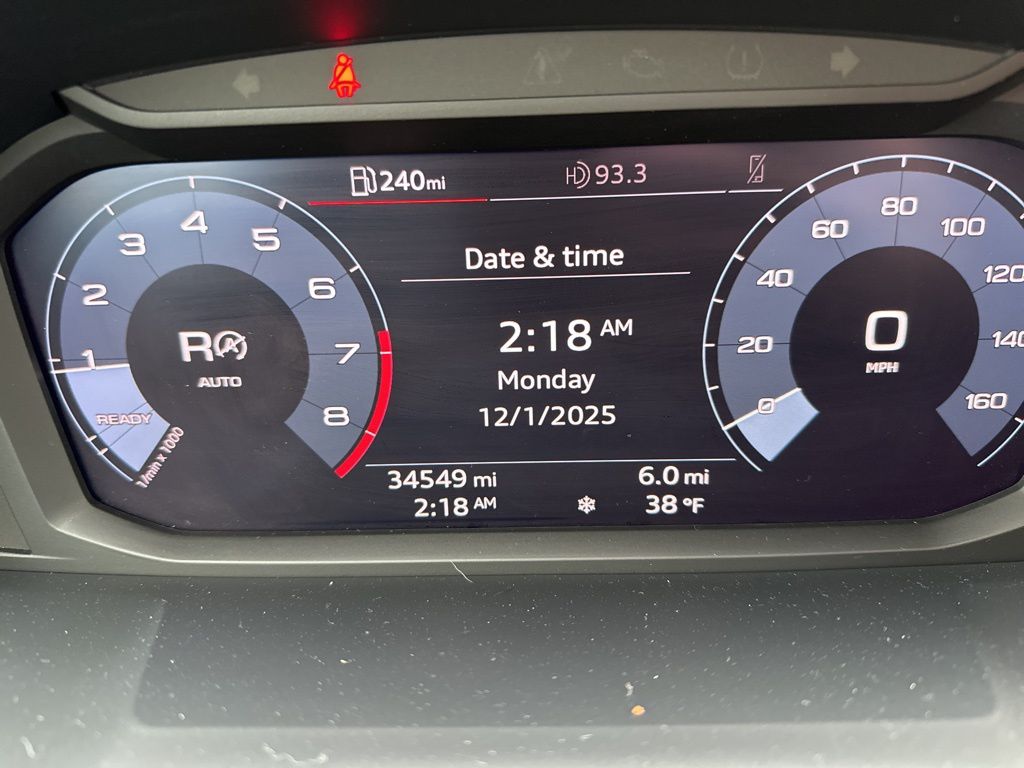 240mi
HD 93.3
Date & time
2:18 AM
Monday
12/1/2025
34549 mi
6.0 mi
2:18 AM
38 °F
1
2
3
4
5
6
7
8
READY
1/min x 1000
R A
AUTO
0
20
40
60
80
100
120
140
160
0
MPH